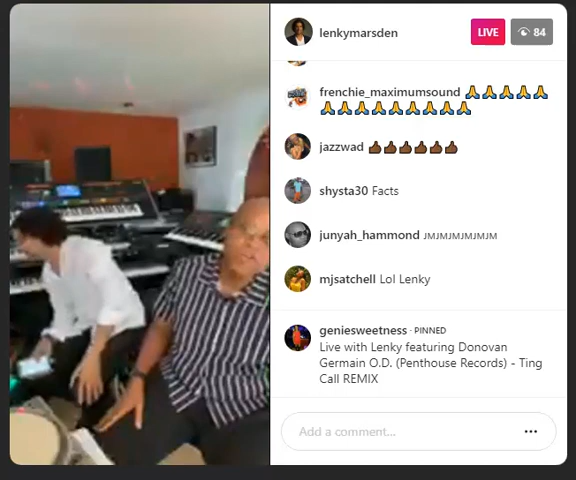 lenkymarsden
LIVE
84
frenchie_maximumsound 🙏🙏🙏🙏🙏
🙏🙏🙏🙏🙏🙏🙏🙏🙏
jazzwad 👍🏾👍🏾👍🏾👍🏾👍🏾👍🏾
shysta30 Facts
junyah_hammond JMJMJMJMJMJM
mjsatchell Lol Lenky
geniesweetness · PINNED
Live with Lenky featuring Donovan
Germain O.D. (Penthouse Records) - Ting
Call REMIX
Add a comment...